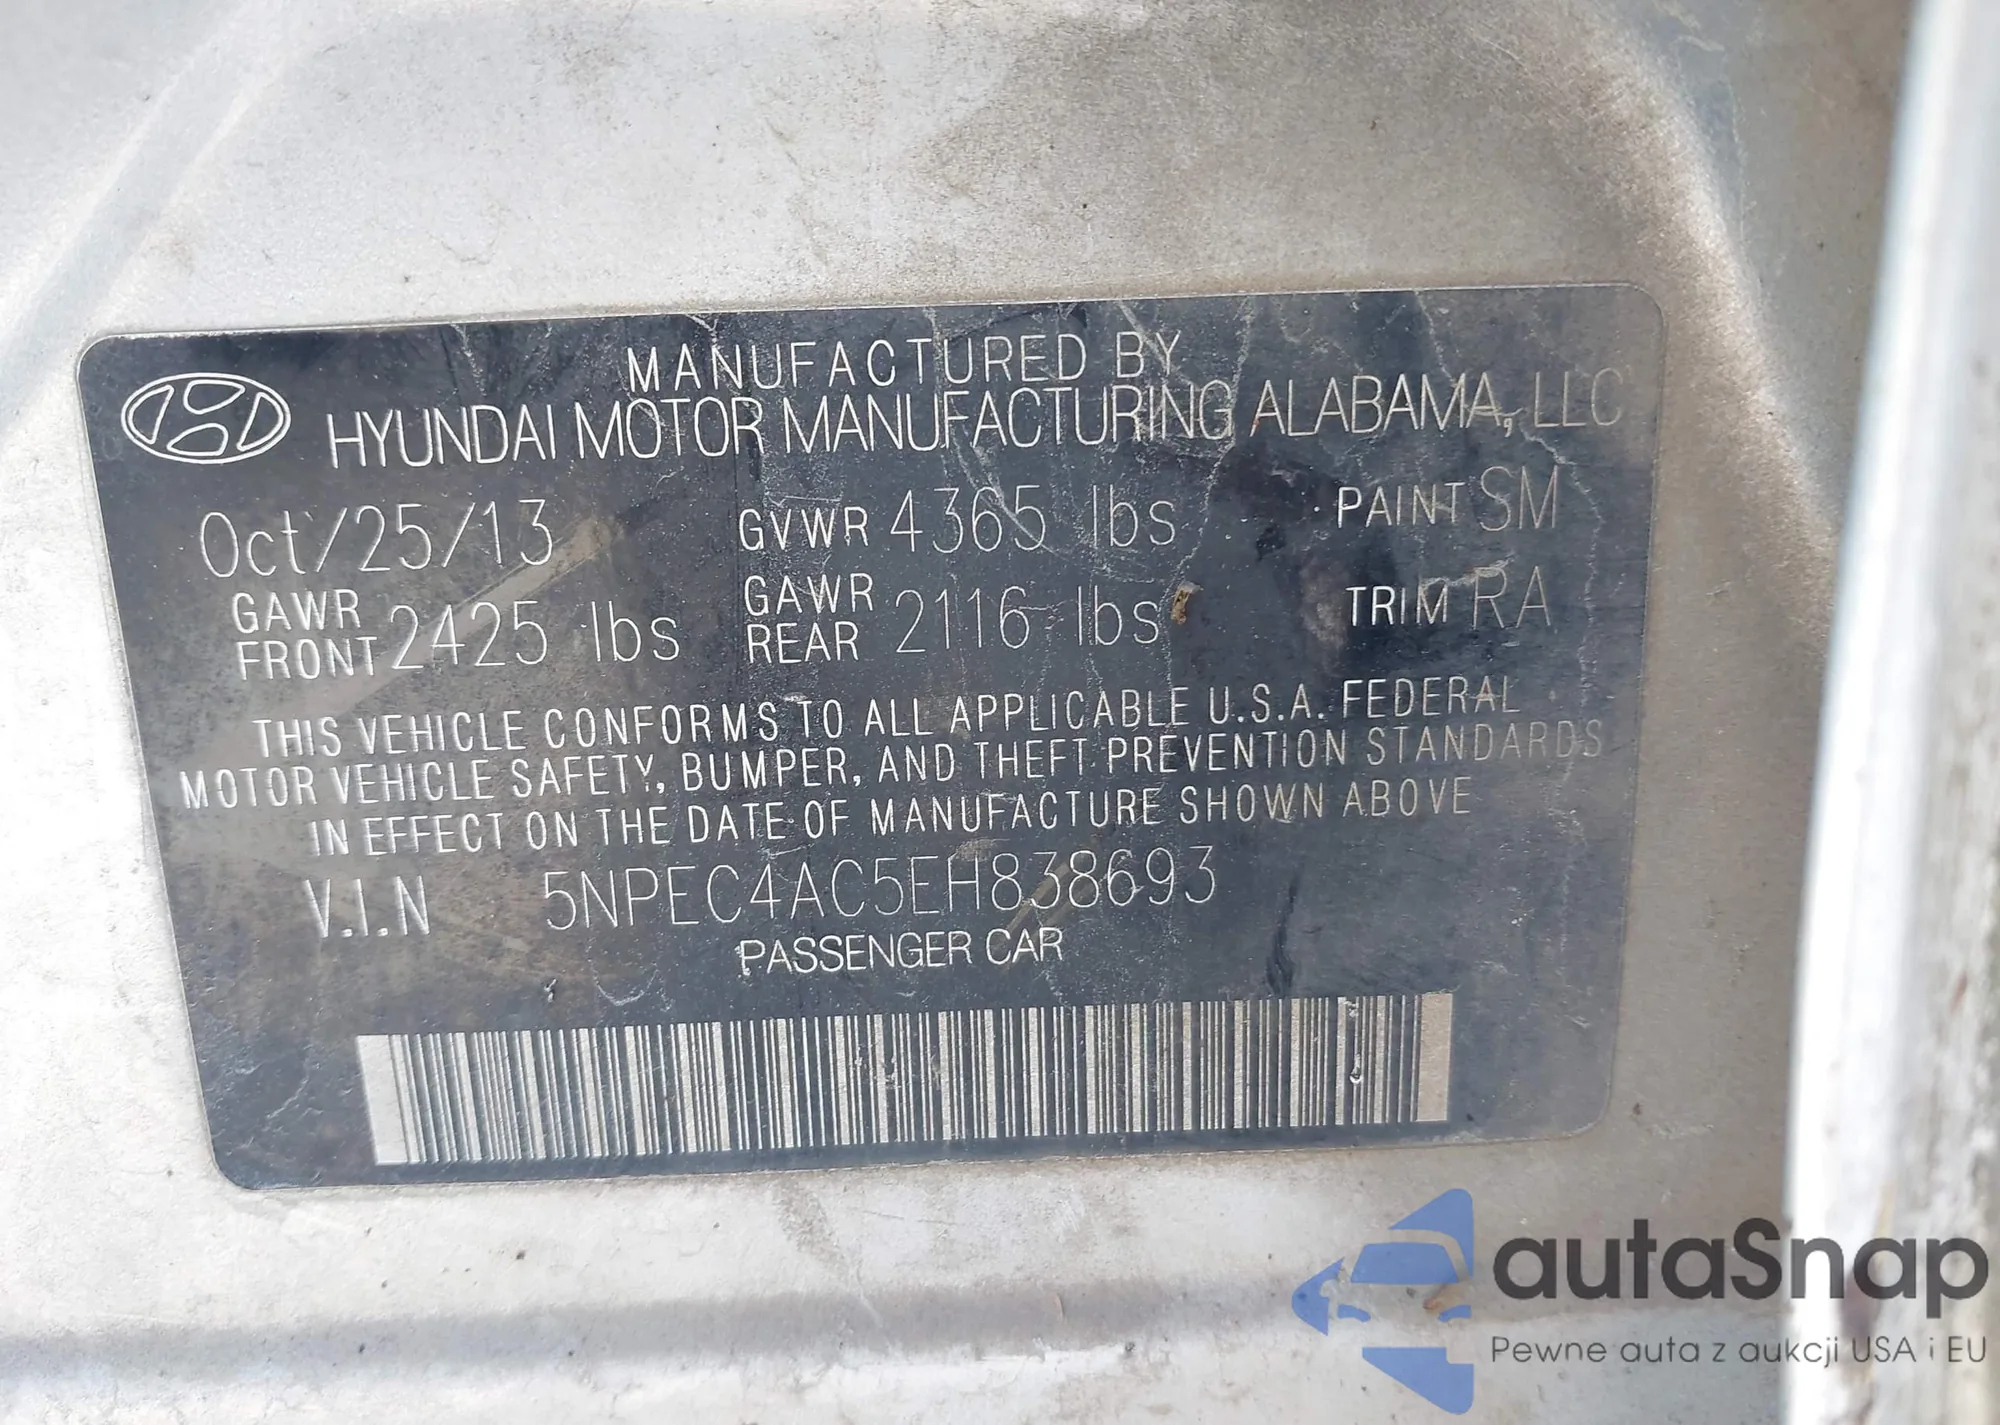 MANUFACTURED BY
HYUNDAI MOTOR MANUFACTURING ALABAMA, LLC
Oct/25/13 GVWR 4365 lbs PAINT SM
GAWR FRONT 2425 lbs GAWR REAR 2116 lbs TRIM RA
THIS VEHICLE CONFORMS TO ALL APPLICABLE U.S.A. FEDERAL
MOTOR VEHICLE SAFETY, BUMPER, AND THEFT PREVENTION STANDARDS
IN EFFECT ON THE DATE OF MANUFACTURE SHOWN ABOVE
V.I.N 5NPEC4AC5EH838693
PASSENGER CAR
autaSnap
Pewne auta z aukcji USA i EU